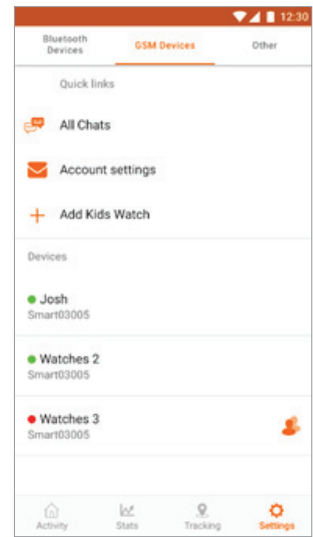 12:30
Bluetooth
Devices
GSM Devices
Other
Quick links
All Chats
Account settings
Add Kids Watch
Devices
Josh
Smart03005
Watches 2
Smart03005
Watches 3
Smart03005
Activity
Stats
Tracking
Settings